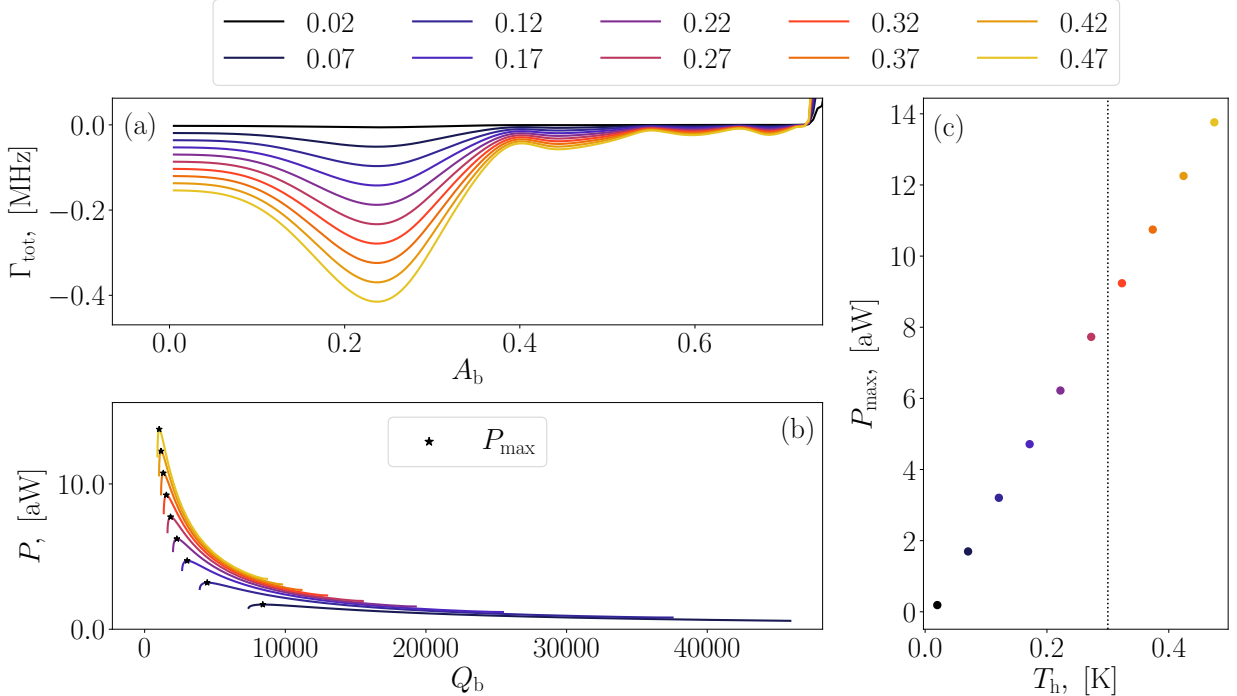 0.02 0.12 0.22 0.32 0.42
0.07 0.17 0.27 0.37 0.47
(a)
Γtot, [MHz]
0.0
−0.2
−0.4
0.0 0.2 0.4 0.6
Ab
(b)
★ Pmax
P, [aW]
10.0
0.0
0 10000 20000 30000 40000
Qb
(c)
Pmax, [aW]
14
12
10
8
6
4
2
0
0.0 0.2 0.4
Th, [K]